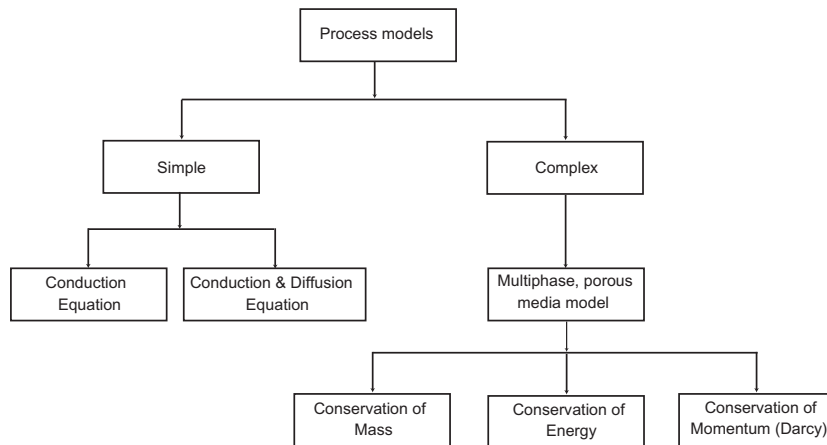 Process models
Simple
Complex
Conduction
Equation
Conduction & Diffusion
Equation
Multiphase, porous
media model
Conservation of
Mass
Conservation of
Energy
Conservation of
Momentum (Darcy)